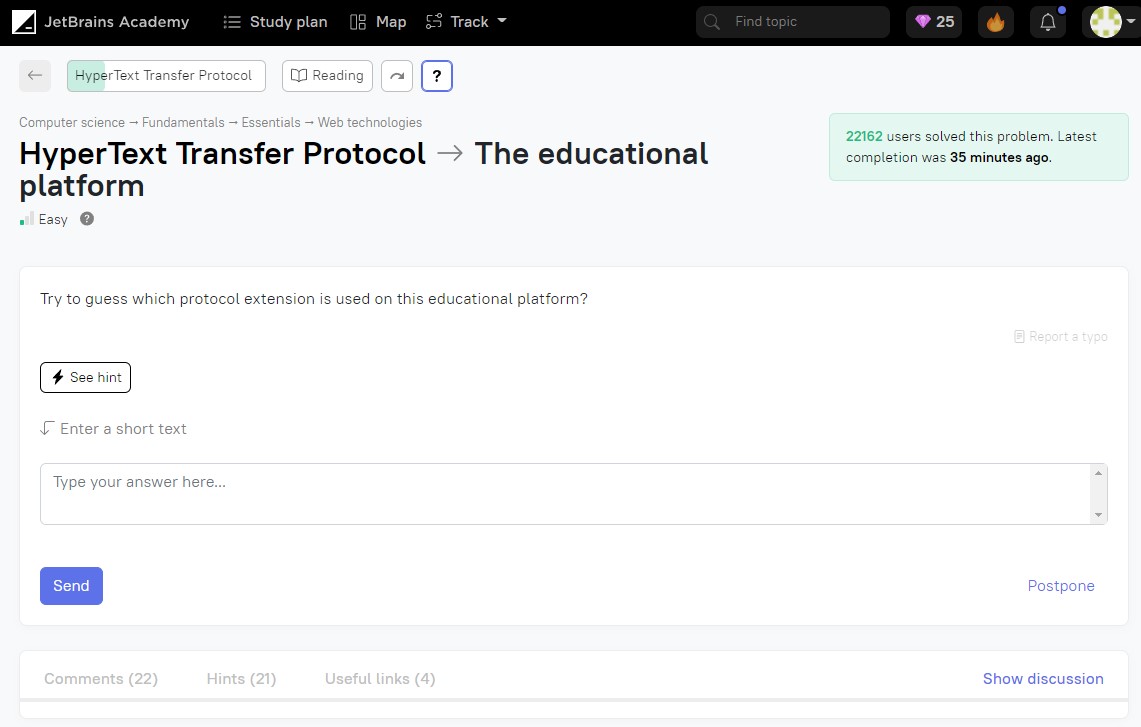 JetBrains Academy Study plan Map Track Find topic 25
HyperText Transfer Protocol Reading ?
Computer science → Fundamentals → Essentials → Web technologies
HyperText Transfer Protocol → The educational
platform
Easy ?
22162 users solved this problem. Latest
completion was 35 minutes ago.
Try to guess which protocol extension is used on this educational platform?
Report a typo
See hint
Enter a short text
Type your answer here...
Send Postpone
Comments (22) Hints (21) Useful links (4) Show discussion